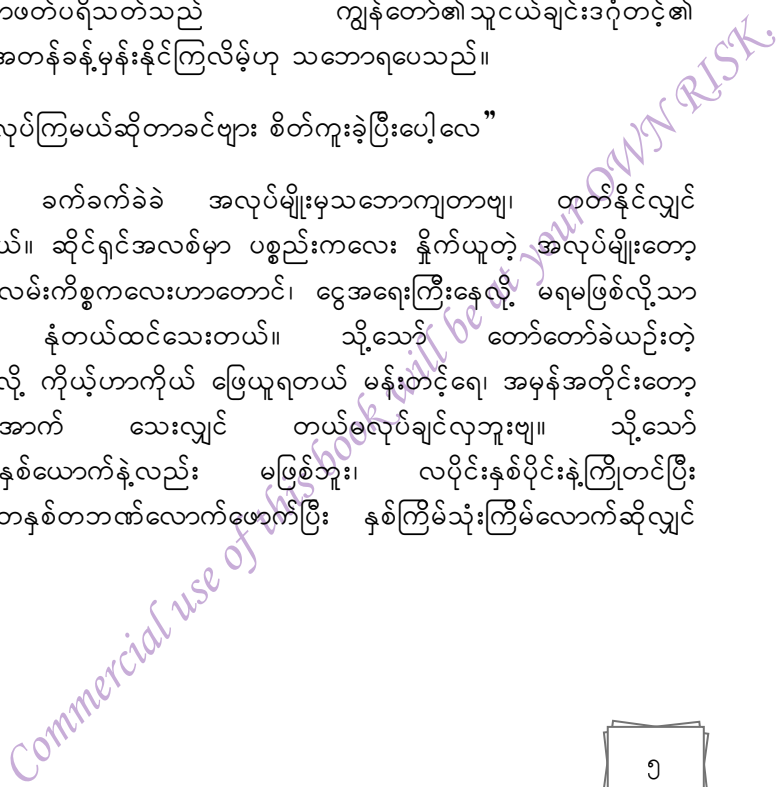 ာဖတ်ပရိသတ်သည် ကျွန်တော်၏သူငယ်ချင်းဒဂုံတင့်၏
အတန်ခန့်မှန်းနိုင်ကြလိမ့်ဟု သဘောရပေသည်။
လုပ်ကြမယ်ဆိုတာခင်ဗျား စိတ်ကူးခဲ့ပြီးပေါ့လေ”
ခက်ခက်ခဲခဲ အလုပ်မျိုးမှသဘောကျတာဗျ၊ တတ်နိုင်လျှင်
ယ်။ ဆိုင်ရှင်အလစ်မှာ ပစ္စည်းကလေး နှိုက်ယူတဲ့ အလုပ်မျိုးတော့
လမ်းကိစ္စကလေးဟာတောင်၊ ငွေအရေးကြီးနေလို့ မရမဖြစ်လို့သာ
နုံတယ်ထင်သေးတယ်။ သို့သော် တော်တော်ခဲယဉ်းတဲ့
လို့ ကိုယ့်ဟာကိုယ် ဖြေယူရတယ် မန်းတင့်ရေ၊ အမှန်အတိုင်းတော့
အောက် သေးလျှင် တယ်မလုပ်ချင်လှဘူးဗျ။ သို့သော်
နှစ်ယောက်နဲ့လည်း မဖြစ်ဘူး၊ လပိုင်းနှစ်ပိုင်းနဲ့ကြိုတင်ပြီး
ဘနှစ်တဘဏ်လောက်ဖောက်ပြီး နှစ်ကြိမ်သုံးကြိမ်လောက်ဆိုလျှင်
Commercial use of this book will be at your OWN RISK.
၅